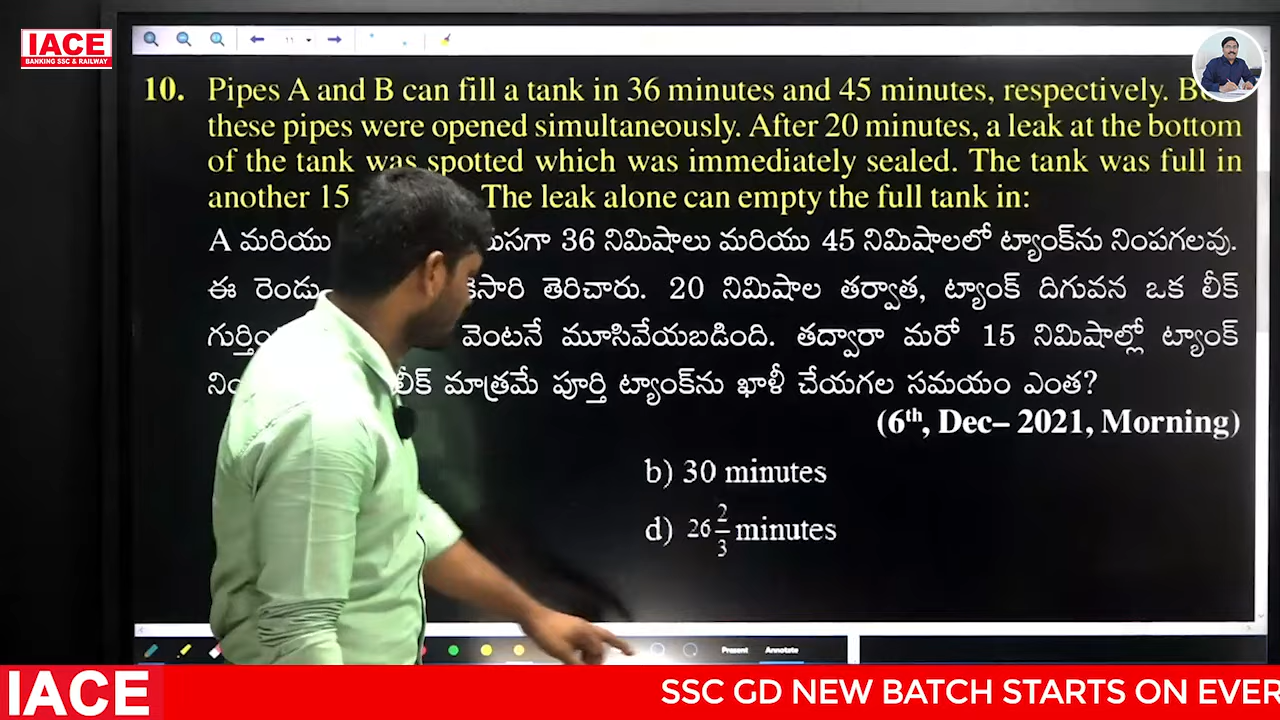 IACE
BANKING SSC & RAILWAY
11
10. Pipes A and B can fill a tank in 36 minutes and 45 minutes, respectively.
these pipes were opened simultaneously. After 20 minutes, a leak at the bottom
of the tank was spotted which was immediately sealed. The tank was full in
another 15 The leak alone can empty the full tank in:
A మరియు 36 నిమిషాలు మరియు 45 నిమిషాలలో ట్యాంక్‌ను నింపగలవు.
ఈ తెరిచారు. 20 నిమిషాల తర్వాత, ట్యాంక్ దిగువన ఒక లీక్
వెంటనే మూసివేయబడింది. తద్వారా మరో 15 నిమిషాల్లో ట్యాంక్
లీక్ మాత్రమే పూర్తి ట్యాంక్‌ను ఖాళీ చేయగల సమయం ఎంత?
(6th, Dec– 2021, Morning)
b) 30 minutes
d) 26 2/3 minutes
Present Annotate
IACE SSC GD NEW BATCH STARTS ON EVER